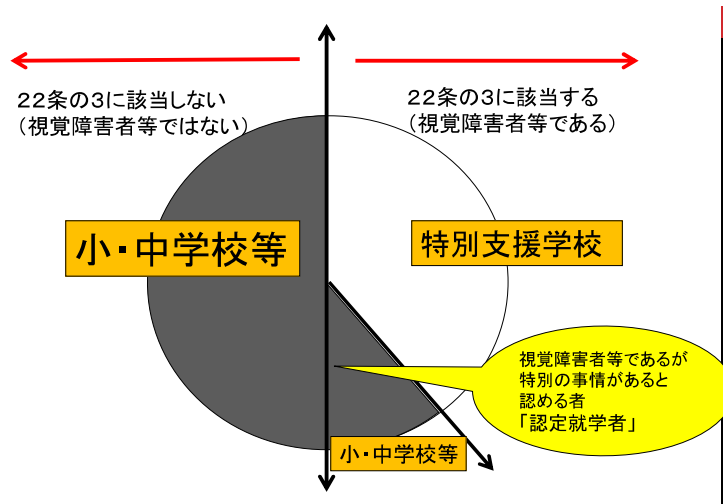 22条の3に該当しない
（視覚障害者等ではない）
22条の3に該当する
（視覚障害者等である）
小・中学校等
特別支援学校
視覚障害者等であるが
特別の事情があると
認める者
「認定就学者」
小・中学校等